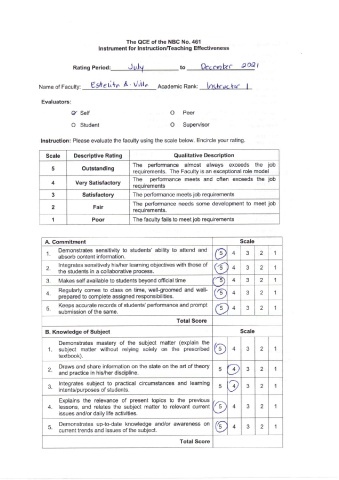 The QCE of the NBC No. 461
Instrument for Instruction/Teaching Effectiveness
Rating Period: July to December 2021
Name of Faculty: Estelita A. Villa Academic Rank: Instructor I
Evaluators:
Self Peer
Student Supervisor
Instruction: Please evaluate the faculty using the scale below. Encircle your rating.
Scale Descriptive Rating Qualitative Description
5 Outstanding The performance almost always exceeds the job requirements. The Faculty is an exceptional role model
4 Very Satisfactory The performance meets and often exceeds the job requirements
3 Satisfactory The performance meets job requirements
2 Fair The performance needs some development to meet job requirements.
1 Poor The faculty fails to meet job requirements
A. Commitment Scale
1. Demonstrates sensitivity to students' ability to attend and absorb content information. 5 4 3 2 1
2. Integrates sensitively his/her learning objectives with those of the students in a collaborative process. 5 4 3 2 1
3. Makes self available to students beyond official time 5 4 3 2 1
4. Regularly comes to class on time, well-groomed and well-prepared to complete assigned responsibilities. 5 4 3 2 1
5. Keeps accurate records of students' performance and prompt submission of the same. 5 4 3 2 1
Total Score
B. Knowledge of Subject Scale
1. Demonstrates mastery of the subject matter (explain the subject matter without relying solely on the prescribed textbook). 5 4 3 2 1
2. Draws and share information on the state on the art of theory and practice in his/her discipline. 5 4 3 2 1
3. Integrates subject to practical circumstances and learning intents/purposes of students. 5 4 3 2 1
4. Explains the relevance of present topics to the previous lessons, and relates the subject matter to relevant current issues and/or daily life activities. 5 4 3 2 1
5. Demonstrates up-to-date knowledge and/or awareness on current trends and issues of the subject. 5 4 3 2 1
Total Score